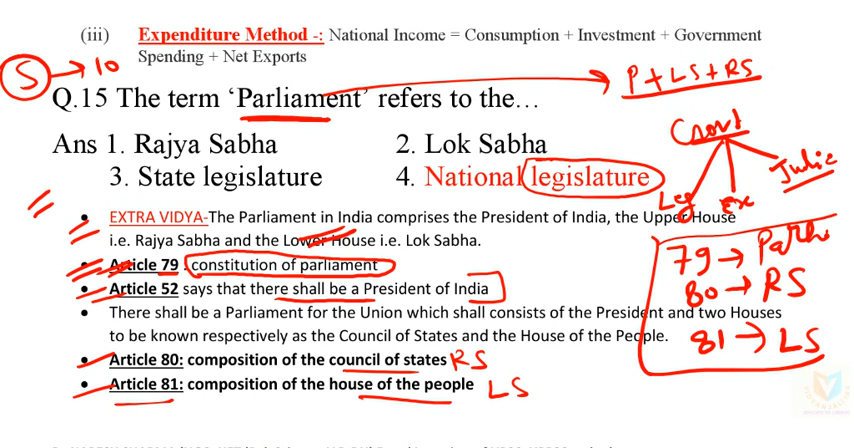 (iii) Expenditure Method -: National Income = Consumption + Investment + Government
Spending + Net Exports
S → 10
P + LS + RS
Q.15 The term ‘Parliament’ refers to the…
Govt
Ans 1. Rajya Sabha 2. Lok Sabha
3. State legislature 4. National legislature
Leg Exe
• EXTRA VIDYA-The Parliament in India comprises the President of India, the Upper House
i.e. Rajya Sabha and the Lower House i.e. Lok Sabha.
• Article 79 : constitution of parliament
• Article 52 says that there shall be a President of India
• There shall be a Parliament for the Union which shall consists of the President and two Houses
to be known respectively as the Council of States and the House of the People.
• Article 80: composition of the council of states RS
• Article 81: composition of the house of the people LS
79 →
80 → RS
81 → LS